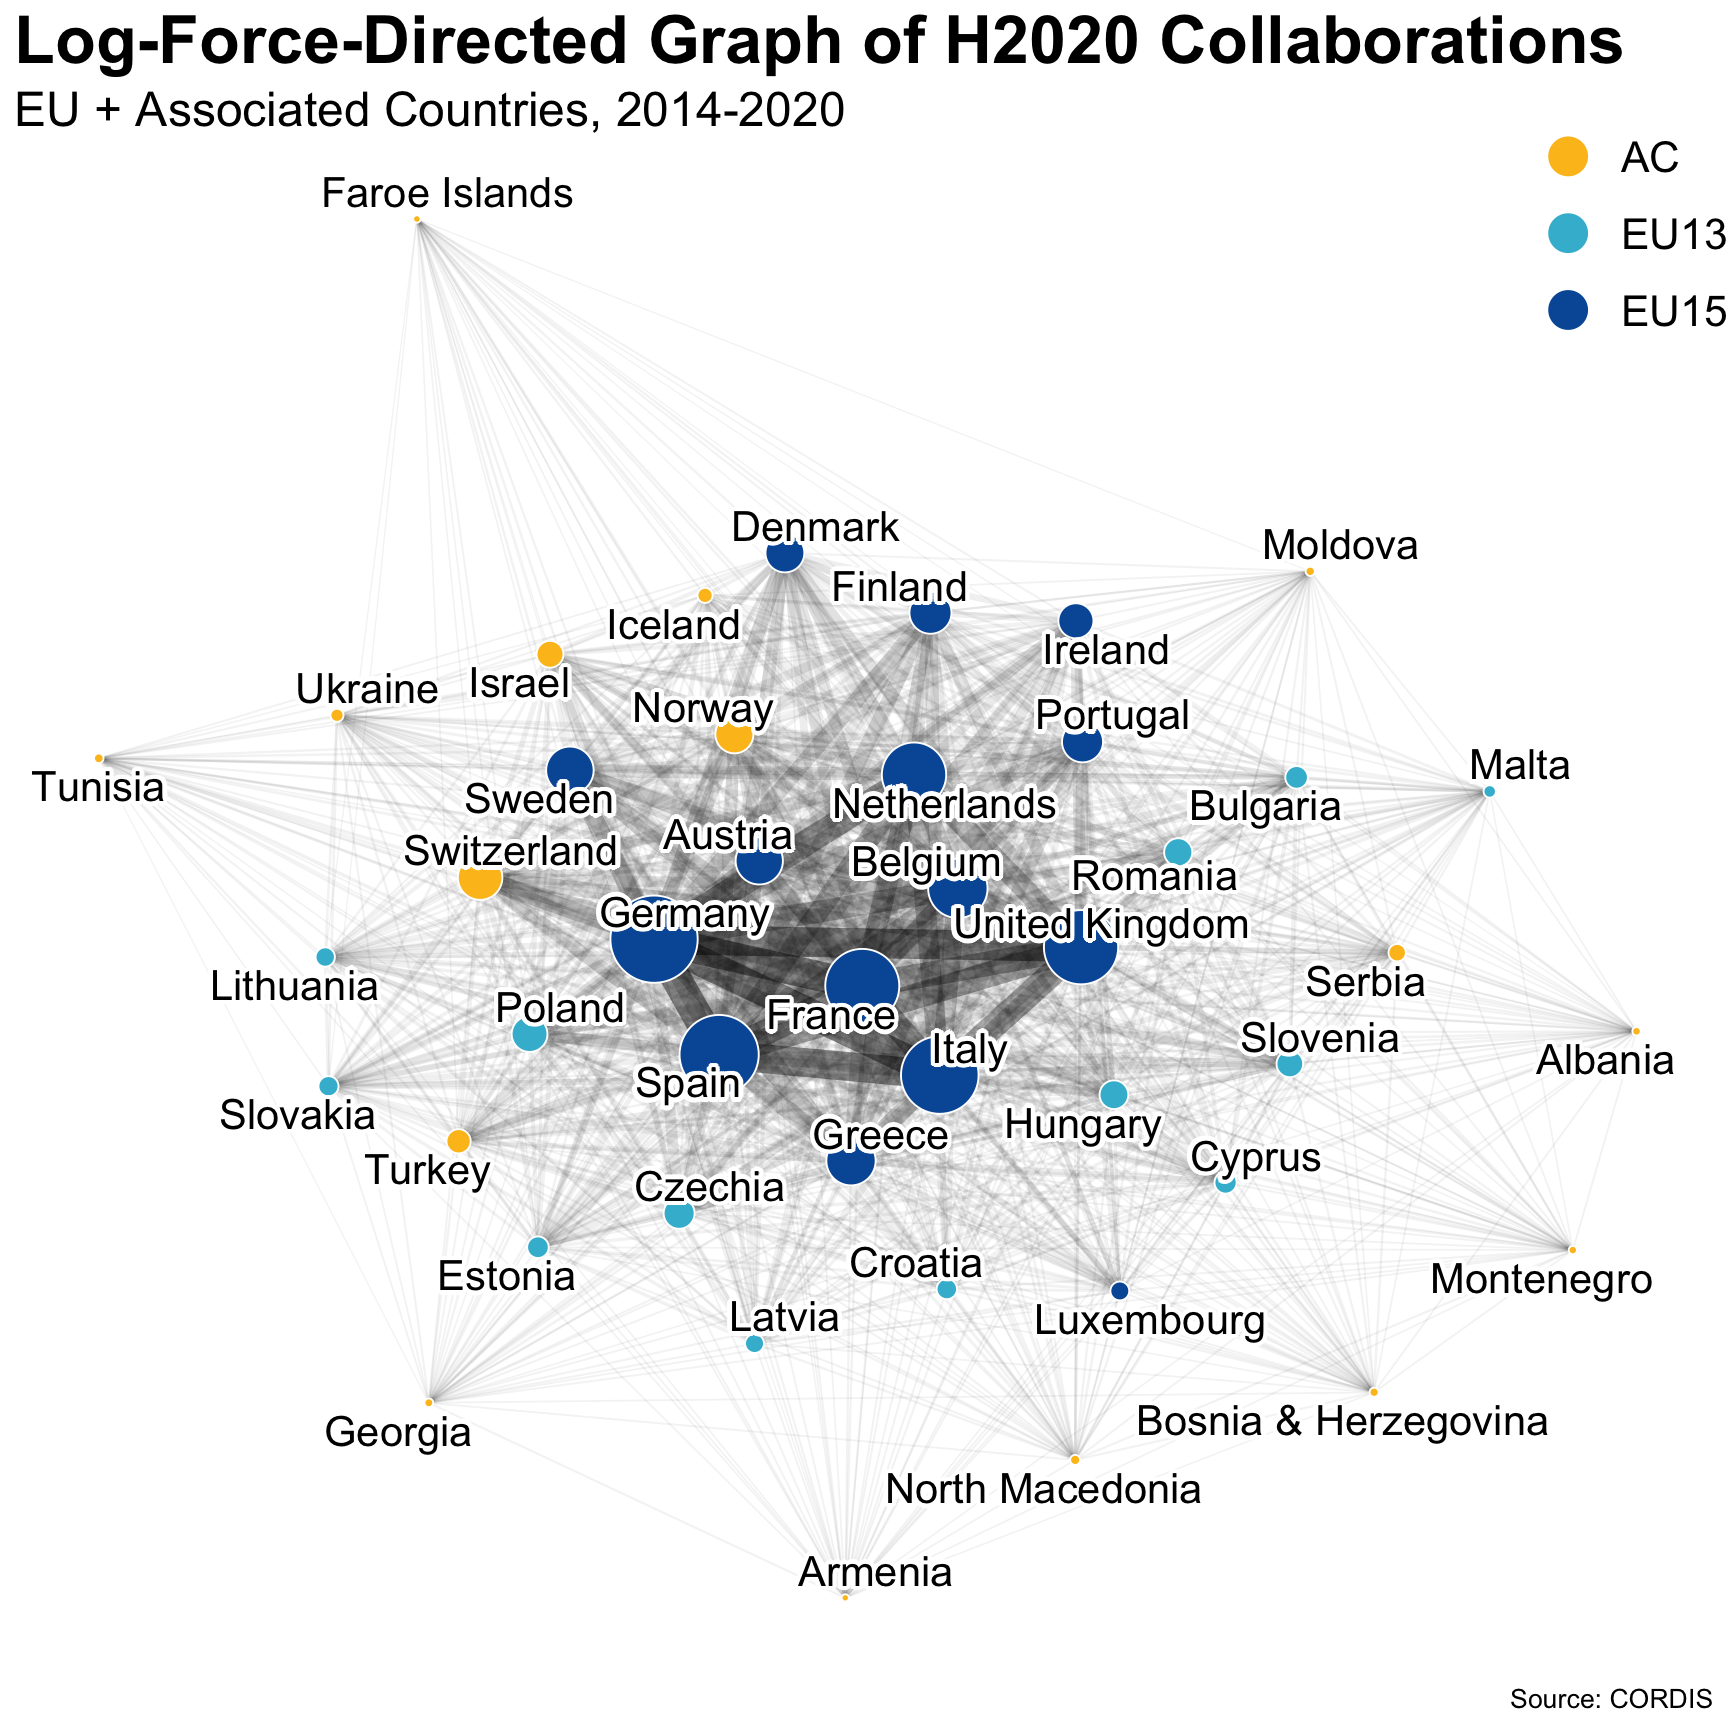 Log-Force-Directed Graph of H2020 Collaborations
EU + Associated Countries, 2014-2020
AC
EU13
EU15
Faroe Islands
Denmark
Moldova
Finland
Iceland
Ireland
Israel
Ukraine
Norway
Portugal
Tunisia
Malta
Sweden
Netherlands
Bulgaria
Austria
Switzerland
Belgium
Romania
Germany
United Kingdom
Lithuania
Serbia
Poland
France
Slovenia
Italy
Albania
Spain
Slovakia
Hungary
Greece
Cyprus
Turkey
Czechia
Croatia
Estonia
Montenegro
Latvia
Luxembourg
Bosnia & Herzegovina
Georgia
North Macedonia
Armenia
Source: CORDIS